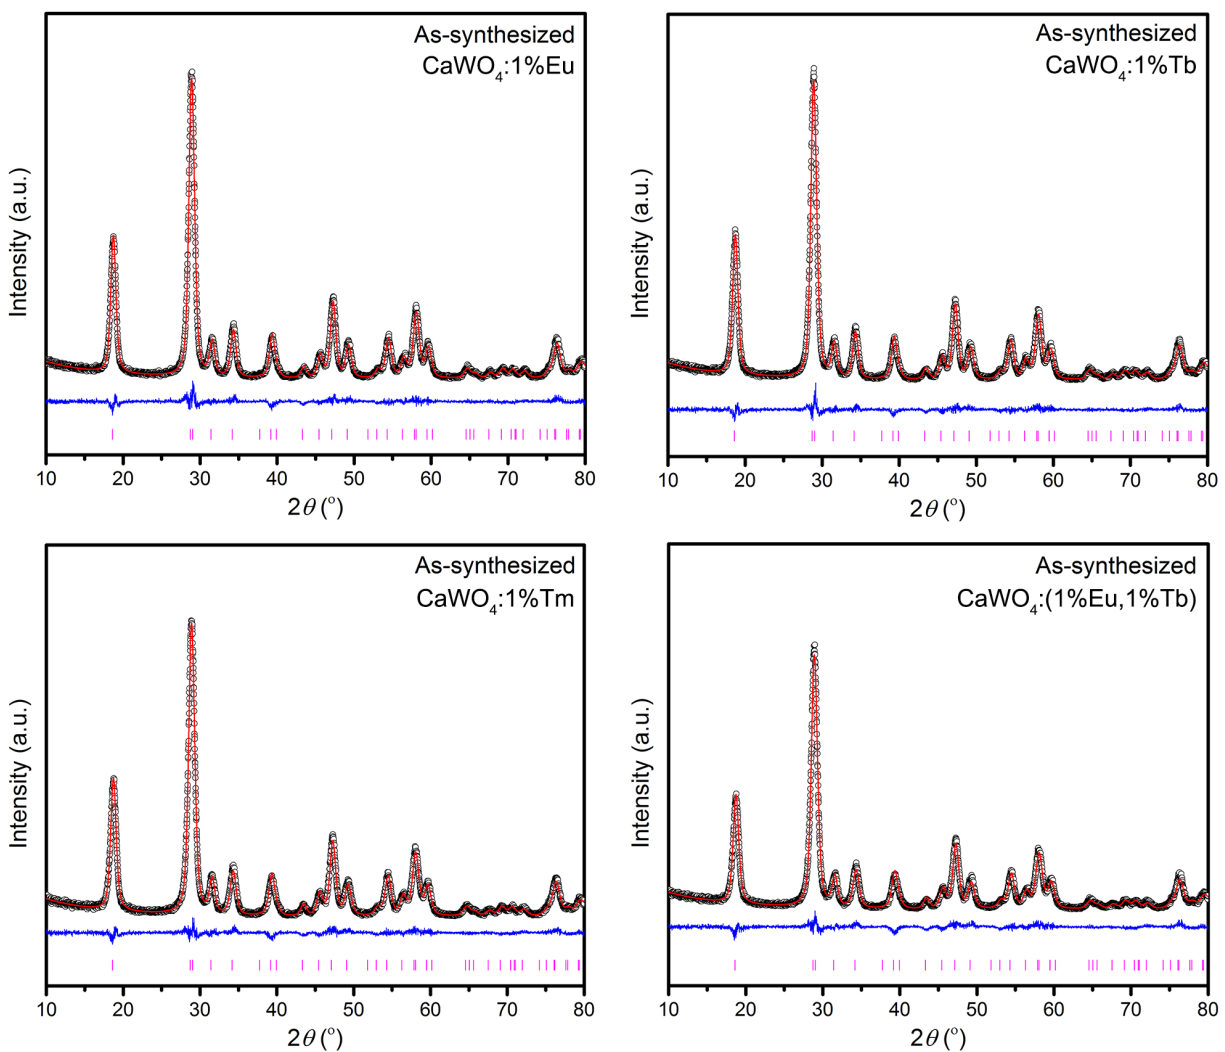 As-synthesized
CaWO₄:1%Eu
Intensity (a.u.)
10 20 30 40 50 60 70 80
2θ (°)
As-synthesized
CaWO₄:1%Tb
Intensity (a.u.)
10 20 30 40 50 60 70 80
2θ (°)
As-synthesized
CaWO₄:1%Tm
Intensity (a.u.)
10 20 30 40 50 60 70 80
2θ (°)
As-synthesized
CaWO₄:(1%Eu,1%Tb)
Intensity (a.u.)
10 20 30 40 50 60 70 80
2θ (°)